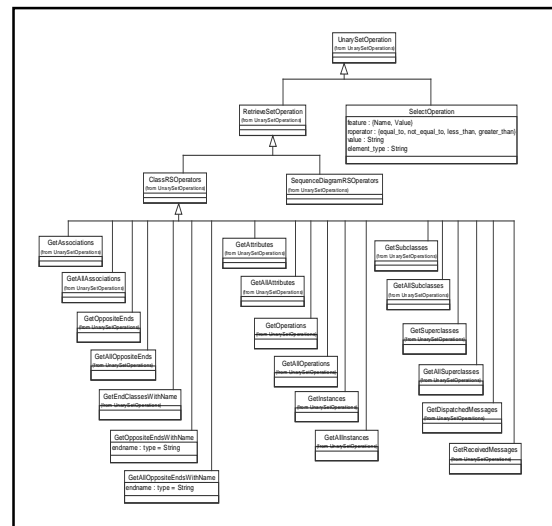 UnarySetOperation
(from UnarySetOperations)
RetrieveSetOperation
(from UnarySetOperations)
SelectOperation
feature : (Name, Value)
roperator : (equal_to, not_equal_to, less_than, greater_than)
value : String
element_type : String
ClassRSOperators
(from UnarySetOperations)
SequenceDiagramRSOperators
(from UnarySetOperations)
GetAssociations
(from UnarySetOperations)
GetAllAssociations
(from UnarySetOperations)
GetOppositeEnds
(from UnarySetOperations)
GetAllOppositeEnds
(from UnarySetOperations)
GetEndClassesWithName
(from UnarySetOperations)
GetOppositeEndsWithName
endname : type = String
GetAllOppositeEndsWithName
endname : type = String
GetAttributes
(from UnarySetOperations)
GetAllAttributes
(from UnarySetOperations)
GetOperations
(from UnarySetOperations)
GetAllOperations
(from UnarySetOperations)
GetInstances
(from UnarySetOperations)
GetAllInstances
(from UnarySetOperations)
GetSubclasses
(from UnarySetOperations)
GetAllSubclasses
(from UnarySetOperations)
GetSuperclasses
(from UnarySetOperations)
GetAllSuperclasses
(from UnarySetOperations)
GetDispatchedMessages
(from UnarySetOperations)
GetReceivedMessages
(from UnarySetOperations)